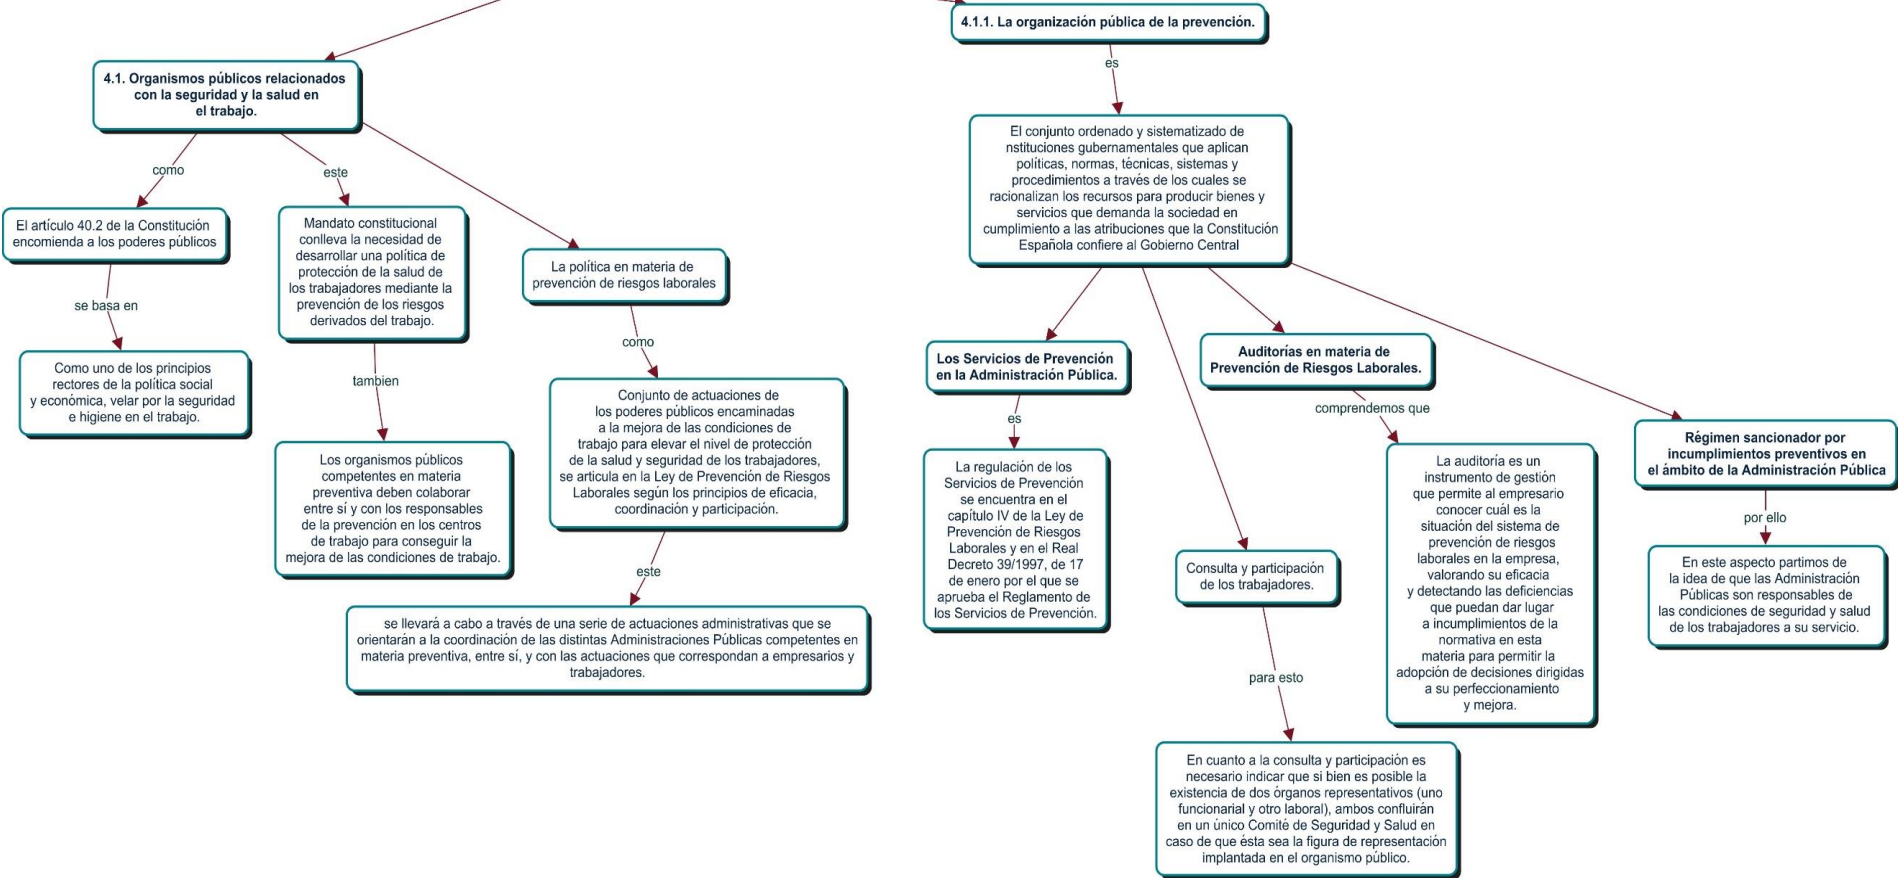 4.1. Organismos públicos relacionados
con la seguridad y la salud en
el trabajo.
como
El artículo 40.2 de la Constitución
encomienda a los poderes públicos
se basa en
Como uno de los principios
rectores de la política social
y económica, velar por la seguridad
e higiene en el trabajo.
este
Mandato constitucional
conlleva la necesidad de
desarrollar una política de
protección de la salud de
los trabajadores mediante la
prevención de los riesgos
derivados del trabajo.
tambien
Los organismos públicos
competentes en materia
preventiva deben colaborar
entre sí y con los responsables
de la prevención en los centros
de trabajo para conseguir la
mejora de las condiciones de trabajo.
La política en materia de
prevención de riesgos laborales
como
Conjunto de actuaciones de
los poderes públicos encaminadas
a la mejora de las condiciones de
trabajo para elevar el nivel de protección
de la salud y seguridad de los trabajadores,
se articula en la Ley de Prevención de Riesgos
Laborales según los principios de eficacia,
coordinación y participación.
este
se llevará a cabo a través de una serie de actuaciones administrativas que se
orientarán a la coordinación de las distintas Administraciones Públicas competentes en
materia preventiva, entre sí, y con las actuaciones que correspondan a empresarios y
trabajadores.
4.1.1. La organización pública de la prevención.
es
El conjunto ordenado y sistematizado de
nstituciones gubernamentales que aplican
políticas, normas, técnicas, sistemas y
procedimientos a través de los cuales se
racionalizan los recursos para producir bienes y
servicios que demanda la sociedad en
cumplimiento a las atribuciones que la Constitución
Española confiere al Gobierno Central
Los Servicios de Prevención
en la Administración Pública.
es
La regulación de los
Servicios de Prevención
se encuentra en el
capítulo IV de la Ley de
Prevención de Riesgos
Laborales y en el Real
Decreto 39/1997, de 17
de enero por el que se
aprueba el Reglamento de
los Servicios de Prevención.
Consulta y participación
de los trabajadores.
para esto
En cuanto a la consulta y participación es
necesario indicar que si bien es posible la
existencia de dos órganos representativos (uno
funcionarial y otro laboral), ambos confluirán
en un único Comité de Seguridad y Salud en
caso de que ésta sea la figura de representación
implantada en el organismo público.
Auditorías en materia de
Prevención de Riesgos Laborales.
comprendemos que
La auditoría es un
instrumento de gestión
que permite al empresario
conocer cuál es la
situación del sistema de
prevención de riesgos
laborales en la empresa,
valorando su eficacia
y detectando las deficiencias
que puedan dar lugar
a incumplimientos de la
normativa en esta
materia para permitir la
adopción de decisiones dirigidas
a su perfeccionamiento
y mejora.
Régimen sancionador por
incumplimientos preventivos en
el ámbito de la Administración Pública
por ello
En este aspecto partimos de
la idea de que las Administración
Públicas son responsables de
las condiciones de seguridad y salud
de los trabajadores a su servicio.